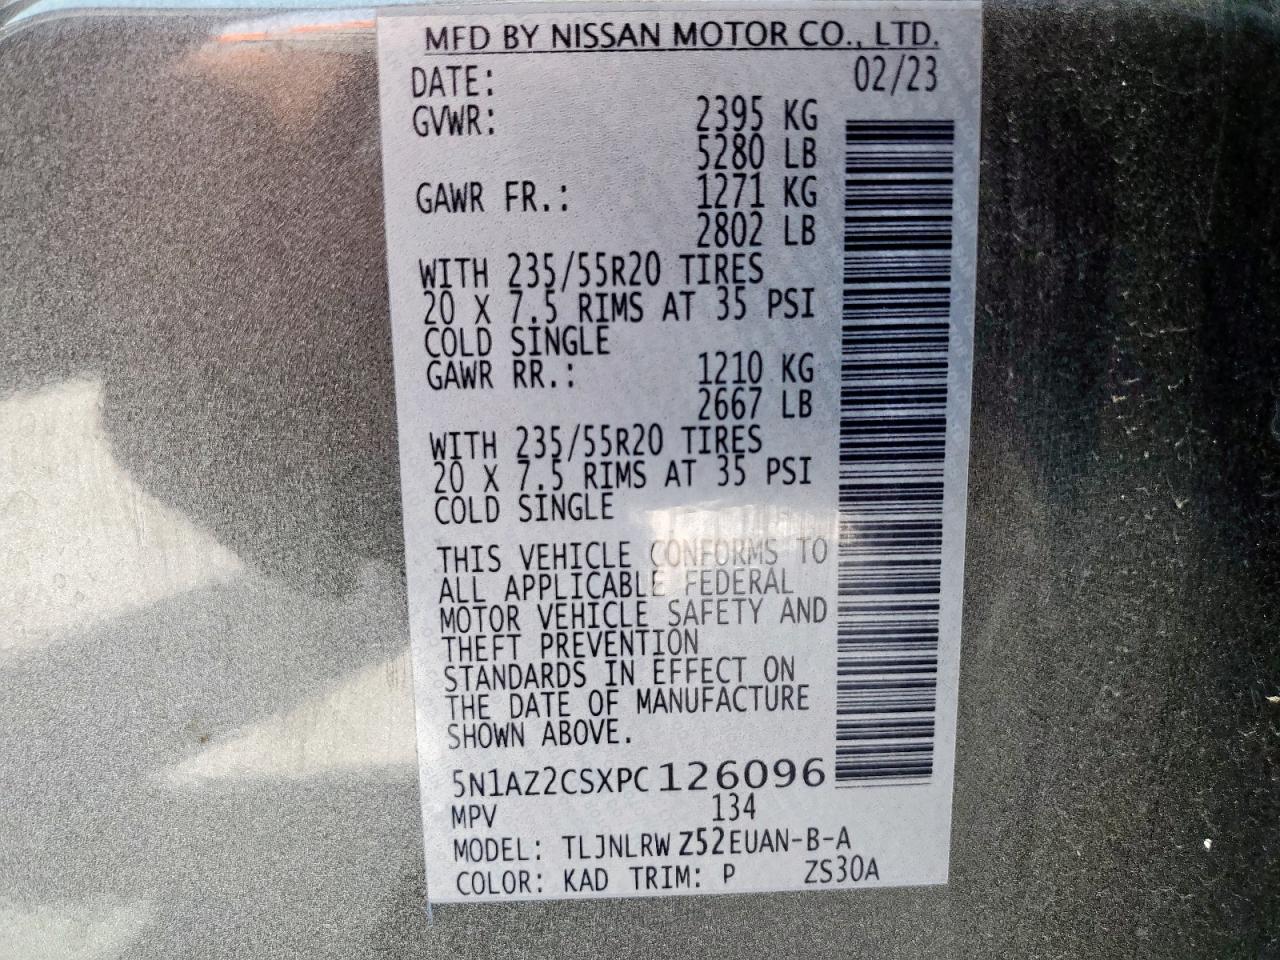 MFD BY NISSAN MOTOR CO., LTD.
DATE: 02/23
GVWR: 2395 KG
5280 LB
GAWR FR.: 1271 KG
2802 LB
WITH 235/55R20 TIRES
20 X 7.5 RIMS AT 35 PSI
COLD SINGLE
GAWR RR.: 1210 KG
2667 LB
WITH 235/55R20 TIRES
20 X 7.5 RIMS AT 35 PSI
COLD SINGLE
THIS VEHICLE CONFORMS TO
ALL APPLICABLE FEDERAL
MOTOR VEHICLE SAFETY AND
THEFT PREVENTION
STANDARDS IN EFFECT ON
THE DATE OF MANUFACTURE
SHOWN ABOVE.
5N1AZ2CSXPC126096
MPV 134
MODEL: TLJNLRW Z52EUAN-B-A
COLOR: KAD TRIM: P ZS30A